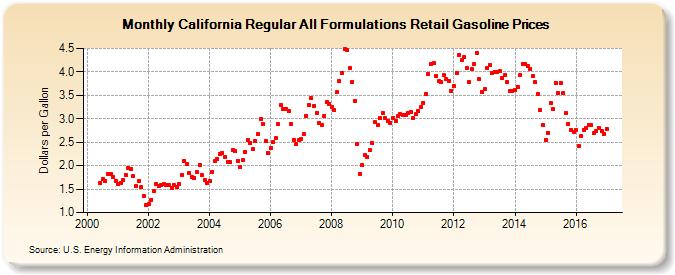 Monthly California Regular All Formulations Retail Gasoline Prices
Dollars per Gallon
4.5
4.0
3.5
3.0
2.5
2.0
1.5
1.0
2000 2002 2004 2006 2008 2010 2012 2014 2016
Source: U.S. Energy Information Administration